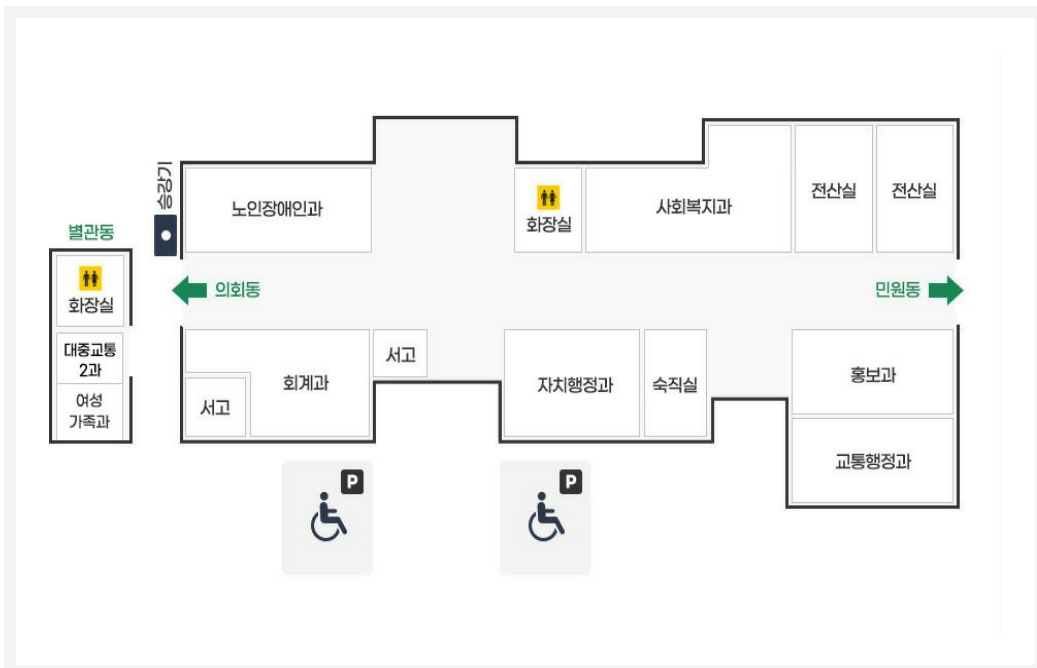 승강기
노인장애인과
화장실
사회복지과
전산실
전산실
별관동
화장실
대중교통
2과
여성
가족과
의회동
민원동
서고
회계과
서고
자치행정과
숙직실
홍보과
교통행정과
P
P